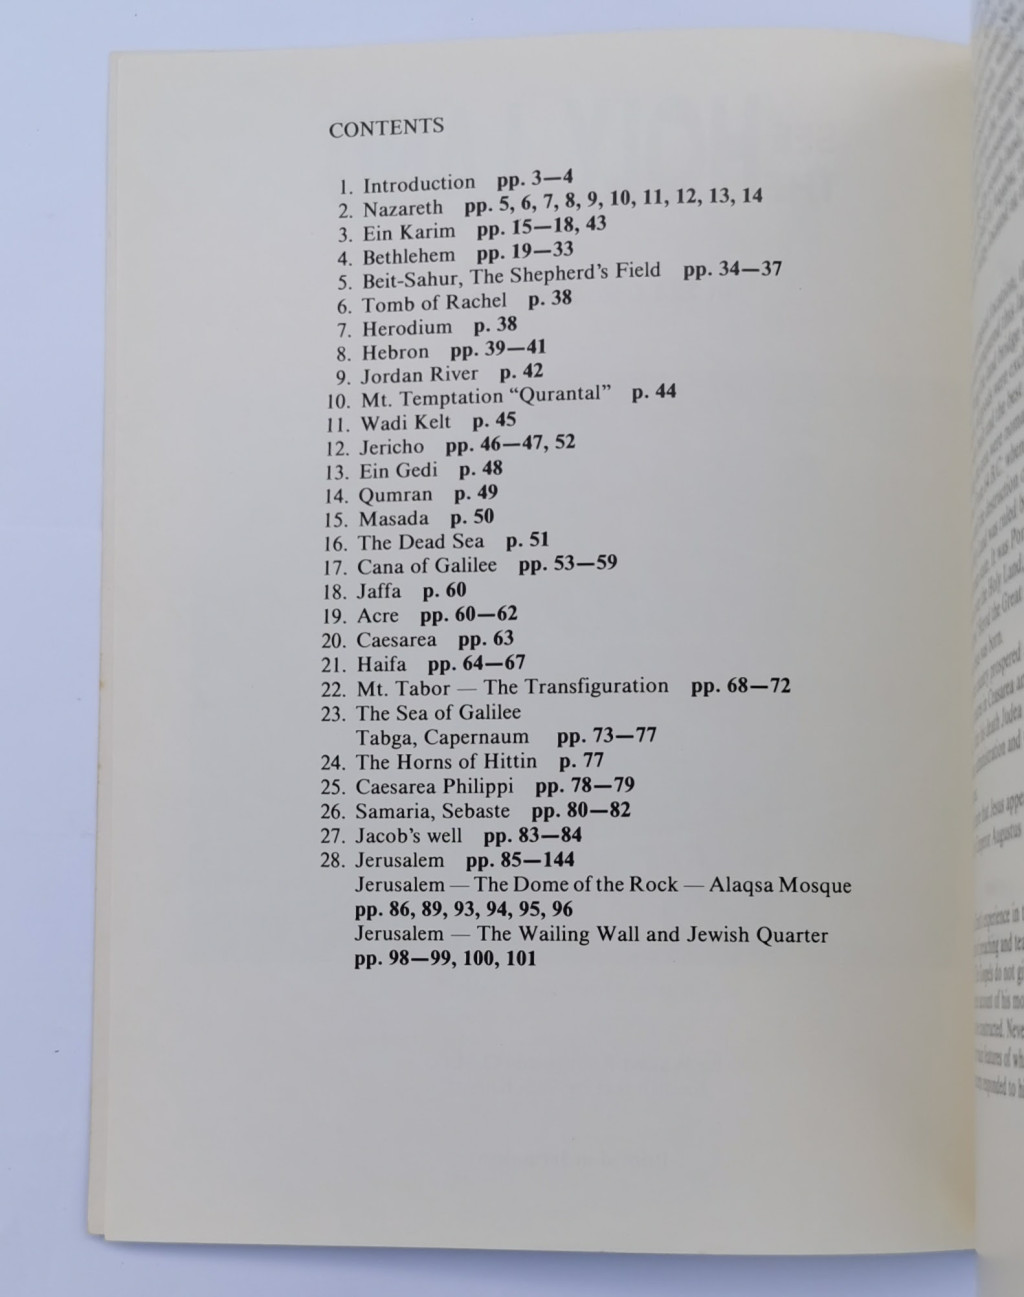 CONTENTS
1. Introduction pp. 3—4
2. Nazareth pp. 5, 6, 7, 8, 9, 10, 11, 12, 13, 14
3. Ein Karim pp. 15—18, 43
4. Bethlehem pp. 19—33
5. Beit-Sahur, The Shepherd's Field pp. 34—37
6. Tomb of Rachel p. 38
7. Herodium p. 38
8. Hebron pp. 39—41
9. Jordan River p. 42
10. Mt. Temptation “Qurantal” p. 44
11. Wadi Kelt p. 45
12. Jericho pp. 46—47, 52
13. Ein Gedi p. 48
14. Qumran p. 49
15. Masada p. 50
16. The Dead Sea p. 51
17. Cana of Galilee pp. 53—59
18. Jaffa p. 60
19. Acre pp. 60—62
20. Caesarea pp. 63
21. Haifa pp. 64—67
22. Mt. Tabor — The Transfiguration pp. 68—72
23. The Sea of Galilee
Tabga, Capernaum pp. 73—77
24. The Horns of Hittin p. 77
25. Caesarea Philippi pp. 78—79
26. Samaria, Sebaste pp. 80—82
27. Jacob's well pp. 83—84
28. Jerusalem pp. 85—144
Jerusalem — The Dome of the Rock — Alaqsa Mosque
pp. 86, 89, 93, 94, 95, 96
Jerusalem — The Wailing Wall and Jewish Quarter
pp. 98—99, 100, 101